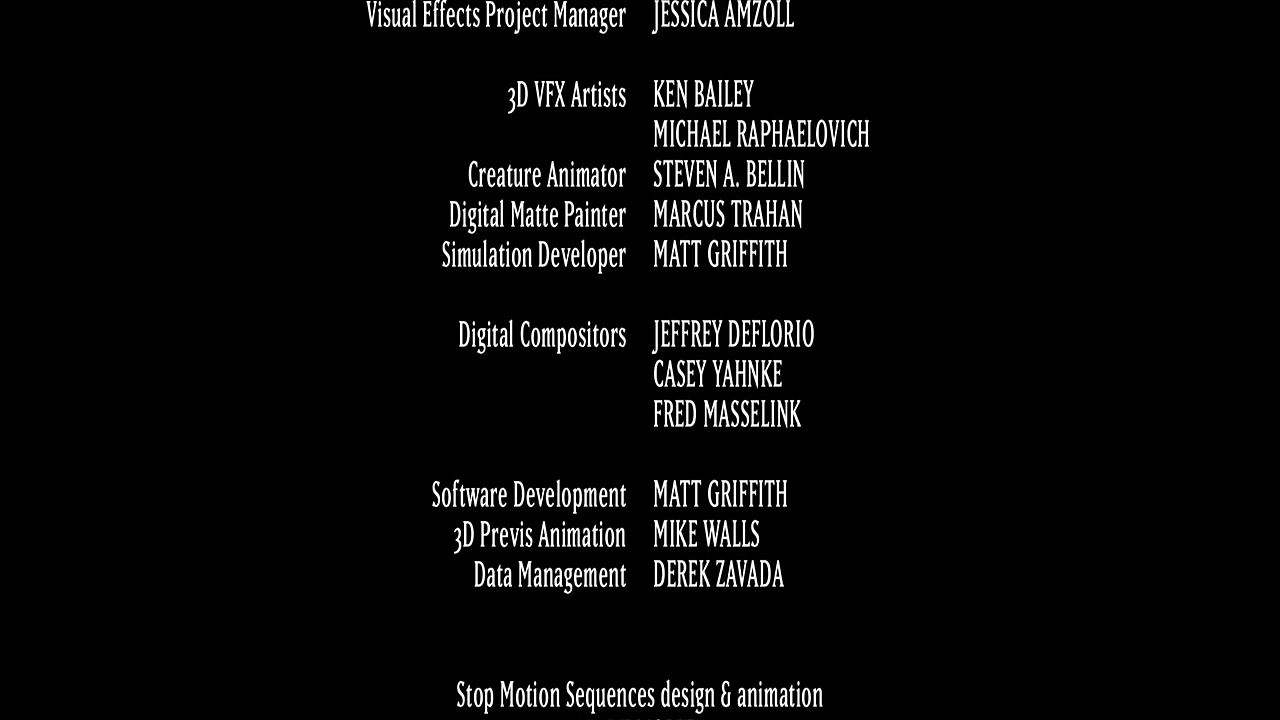 Visual Effects Project Manager JESSICA AMZOLL
3D VFX Artists KEN BAILEY
MICHAEL RAPHAELOVICH
Creature Animator STEVEN A. BELLIN
Digital Matte Painter MARCUS TRAHAN
Simulation Developer MATT GRIFFITH
Digital Compositors JEFFREY DEFLORIO
CASEY YAHNKE
FRED MASSELINK
Software Development MATT GRIFFITH
3D Previs Animation MIKE WALLS
Data Management DEREK ZAVADA
Stop Motion Sequences design & animation